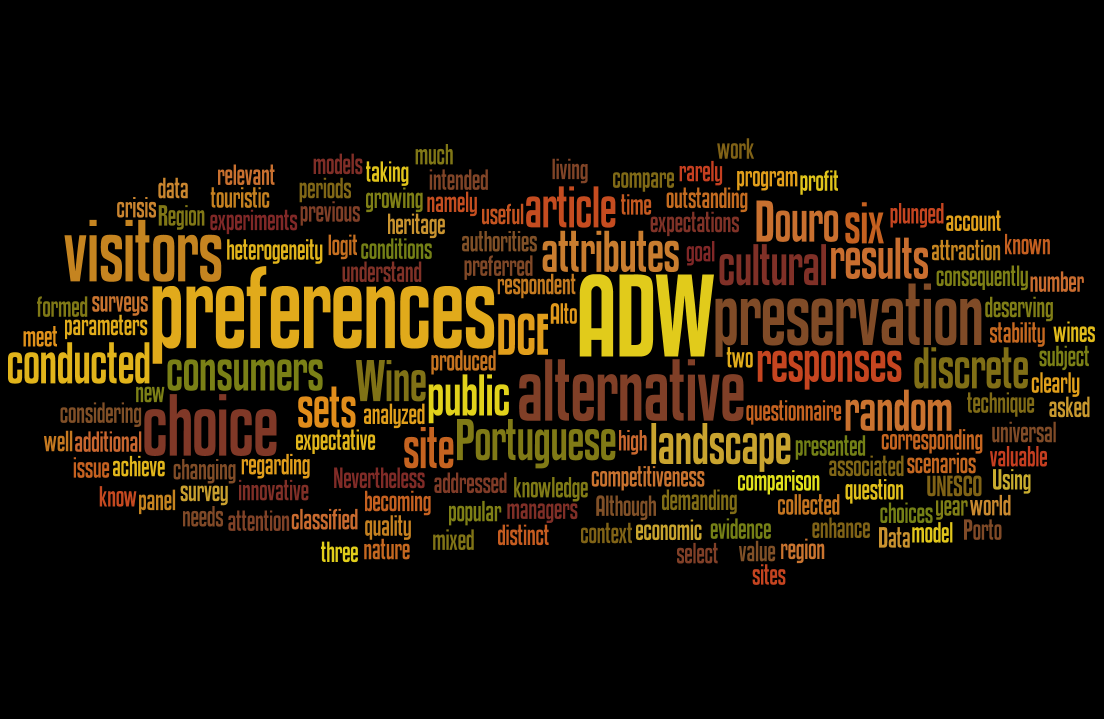 work
much
models
taking
living
rarely
relevant
intended
compare
program
profit
data
touristic
periods
growing
namely
outstanding
crisis
Region
experiments
previous
useful
article
time
expectations
Douro
six
plunged
account
heritage
visitors
heterogeneity
logit
conditions
authorities
attributes
goal
cultural
results
attraction
known
understand
preferred
respondent
consequently
number
formed
surveys
preferences
DCE
Alto
ADW
preservation
deserving
meet
parameters
stability
wines
conducted
consumers
produced
two
responses
discrete
subject
new
Wine
public
alternative
clearly
considering
choice
sets
analyzed
questionnaire
random
technique
asked
well
additional
expectative
site
Portuguese
high
landscape
presented
corresponding
universal
issue
achieve
changing
regarding
associated
scenarios
valuable
know
panel
survey
innovative
Nevertheless
addressed
knowledge
competitiveness
comparison
question
UNESCO
Using
becoming
Although
demanding
collected
needs
attention
classified
quality
popular
managers
choices
year
world
three
nature
mixed
distinct
context
economic
evidence
enhance
Data
model
Porto
select
value
region
sites